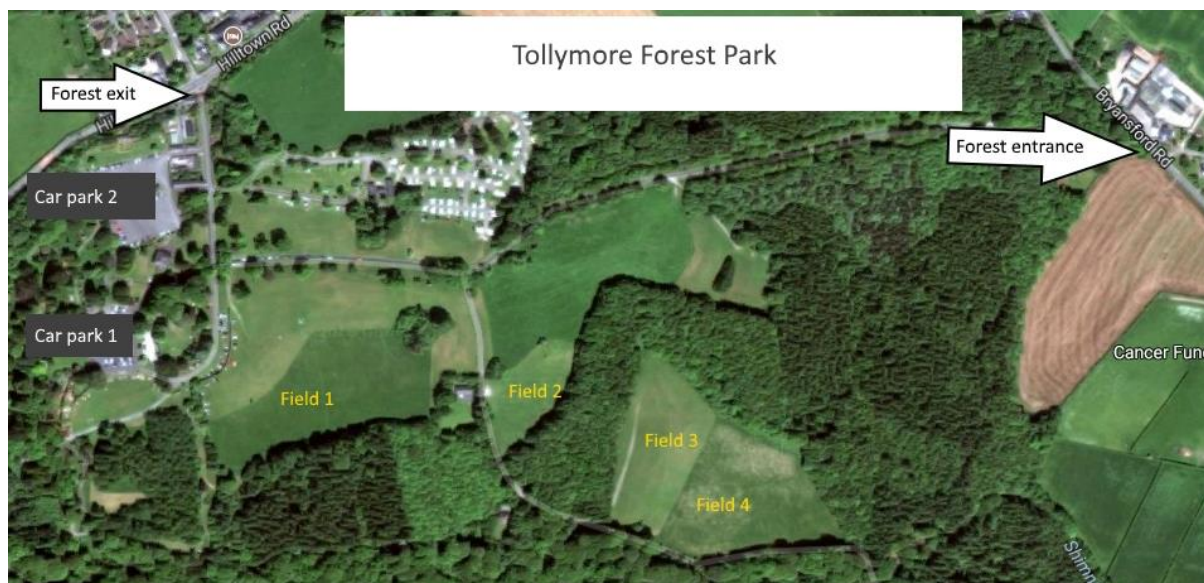 Tollymore Forest Park
Hilltown Rd
Forest exit
Bryansford Rd
Forest entrance
Car park 2
Car park 1
Cancer Fun
Field 1
Field 2
Field 3
Field 4
Shimn